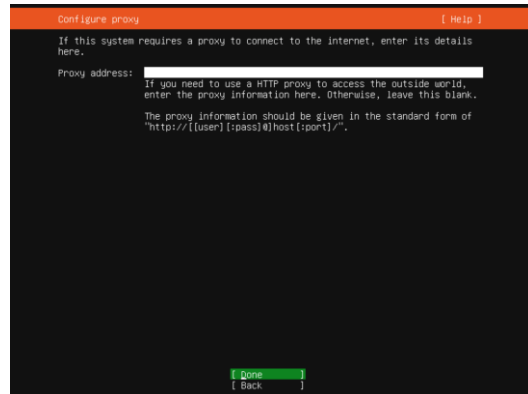 Configure proxy [ Help ]
If this system requires a proxy to connect to the internet, enter its details
here.
Proxy address:
If you need to use a HTTP proxy to access the outside world,
enter the proxy information here. Otherwise, leave this blank.
The proxy information should be given in the standard form of
"http://[[user][:pass]@]host[:port]/".
[ Done ]
[ Back ]